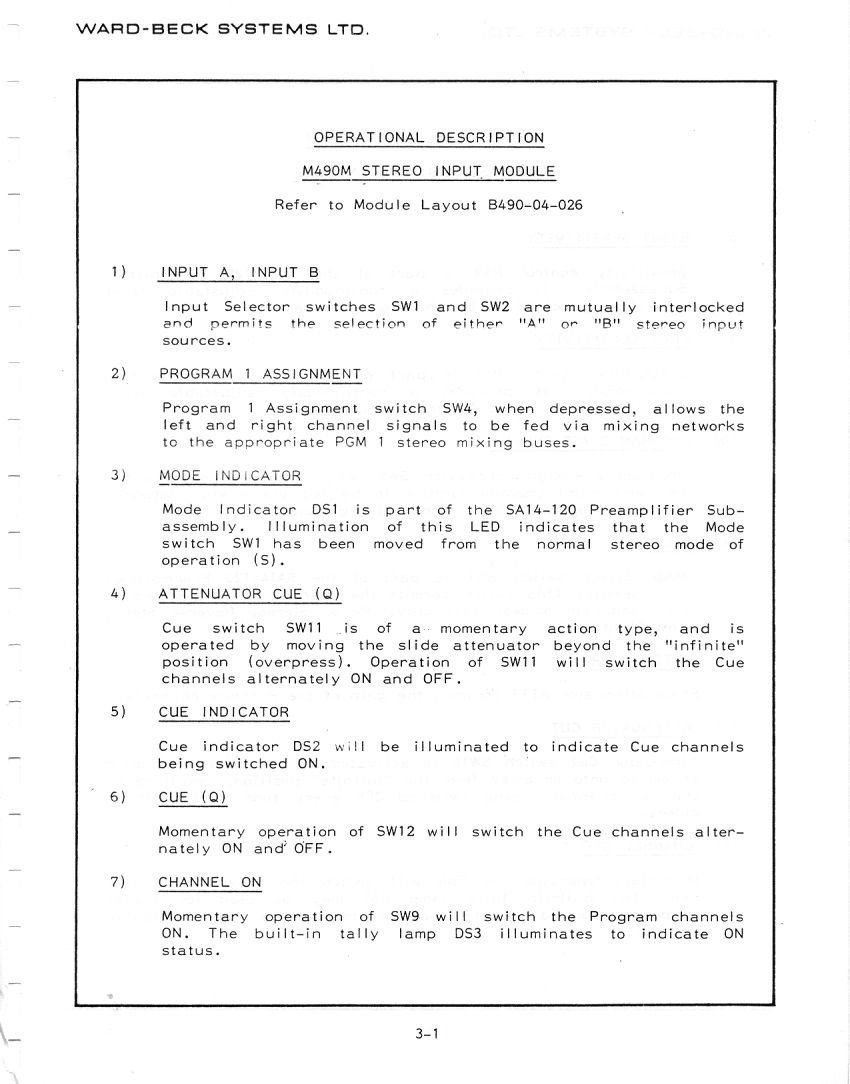 WARD-BECK SYSTEMS LTD.
OPERATIONAL DESCRIPTION
M490M STEREO INPUT MODULE
Refer to Module Layout B490-04-026
1) INPUT A, INPUT B
Input Selector switches SW1 and SW2 are mutually interlocked
and permits the selection of either "A" or "B" stereo input
sources.
2) PROGRAM 1 ASSIGNMENT
Program 1 Assignment switch SW4, when depressed, allows the
left and right channel signals to be fed via mixing networks
to the appropriate PGM 1 stereo mixing buses.
3) MODE INDICATOR
Mode Indicator DS1 is part of the SA14-120 Preamplifier Sub-
assembly. Illumination of this LED indicates that the Mode
switch SW1 has been moved from the normal stereo mode of
operation (S).
4) ATTENUATOR CUE (Q)
Cue switch SW11 is of a momentary action type, and is
operated by moving the slide attenuator beyond the "infinite"
position (overpress). Operation of SW11 will switch the Cue
channels alternately ON and OFF.
5) CUE INDICATOR
Cue indicator DS2 will be illuminated to indicate Cue channels
being switched ON.
6) CUE (Q)
Momentary operation of SW12 will switch the Cue channels alter-
nately ON and OFF.
7) CHANNEL ON
Momentary operation of SW9 will switch the Program channels
ON. The built-in tally lamp DS3 illuminates to indicate ON
status.
3-1